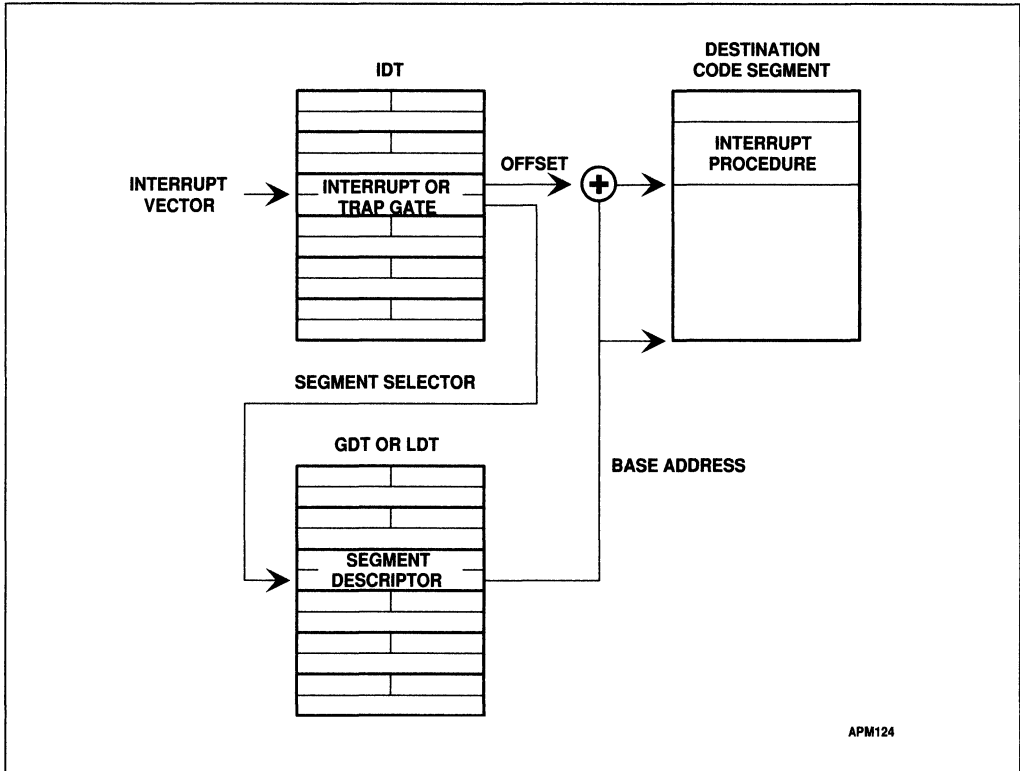 IDT
DESTINATION
CODE SEGMENT
INTERRUPT
VECTOR
INTERRUPT OR
TRAP GATE
OFFSET
INTERRUPT
PROCEDURE
SEGMENT SELECTOR
GDT OR LDT
BASE ADDRESS
SEGMENT
DESCRIPTOR
APM124